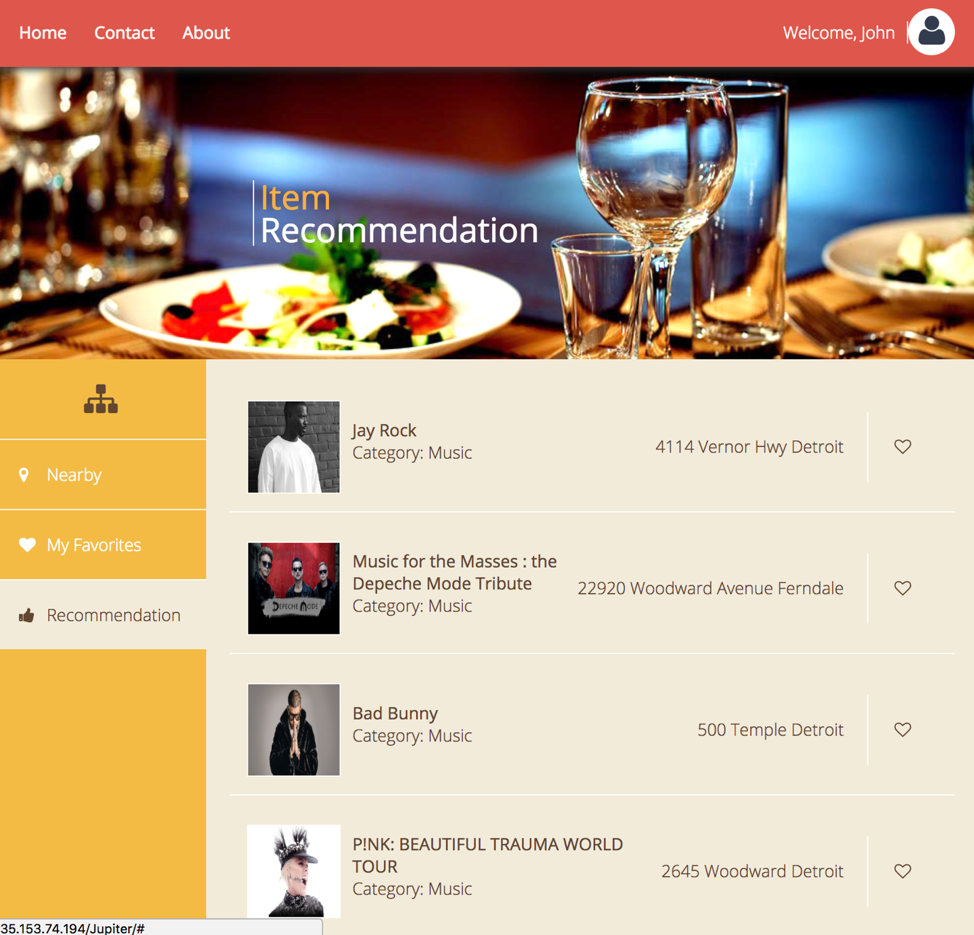 Home Contact About
Welcome, John
Item
Recommendation
Nearby
My Favorites
Recommendation
Jay Rock
Category: Music
4114 Vernor Hwy Detroit
Music for the Masses : the
Depeche Mode Tribute
Category: Music
22920 Woodward Avenue Ferndale
DEPECHE MODE
Bad Bunny
Category: Music
500 Temple Detroit
P!NK: BEAUTIFUL TRAUMA WORLD
TOUR
Category: Music
2645 Woodward Detroit
35.153.74.194/Jupiter/#